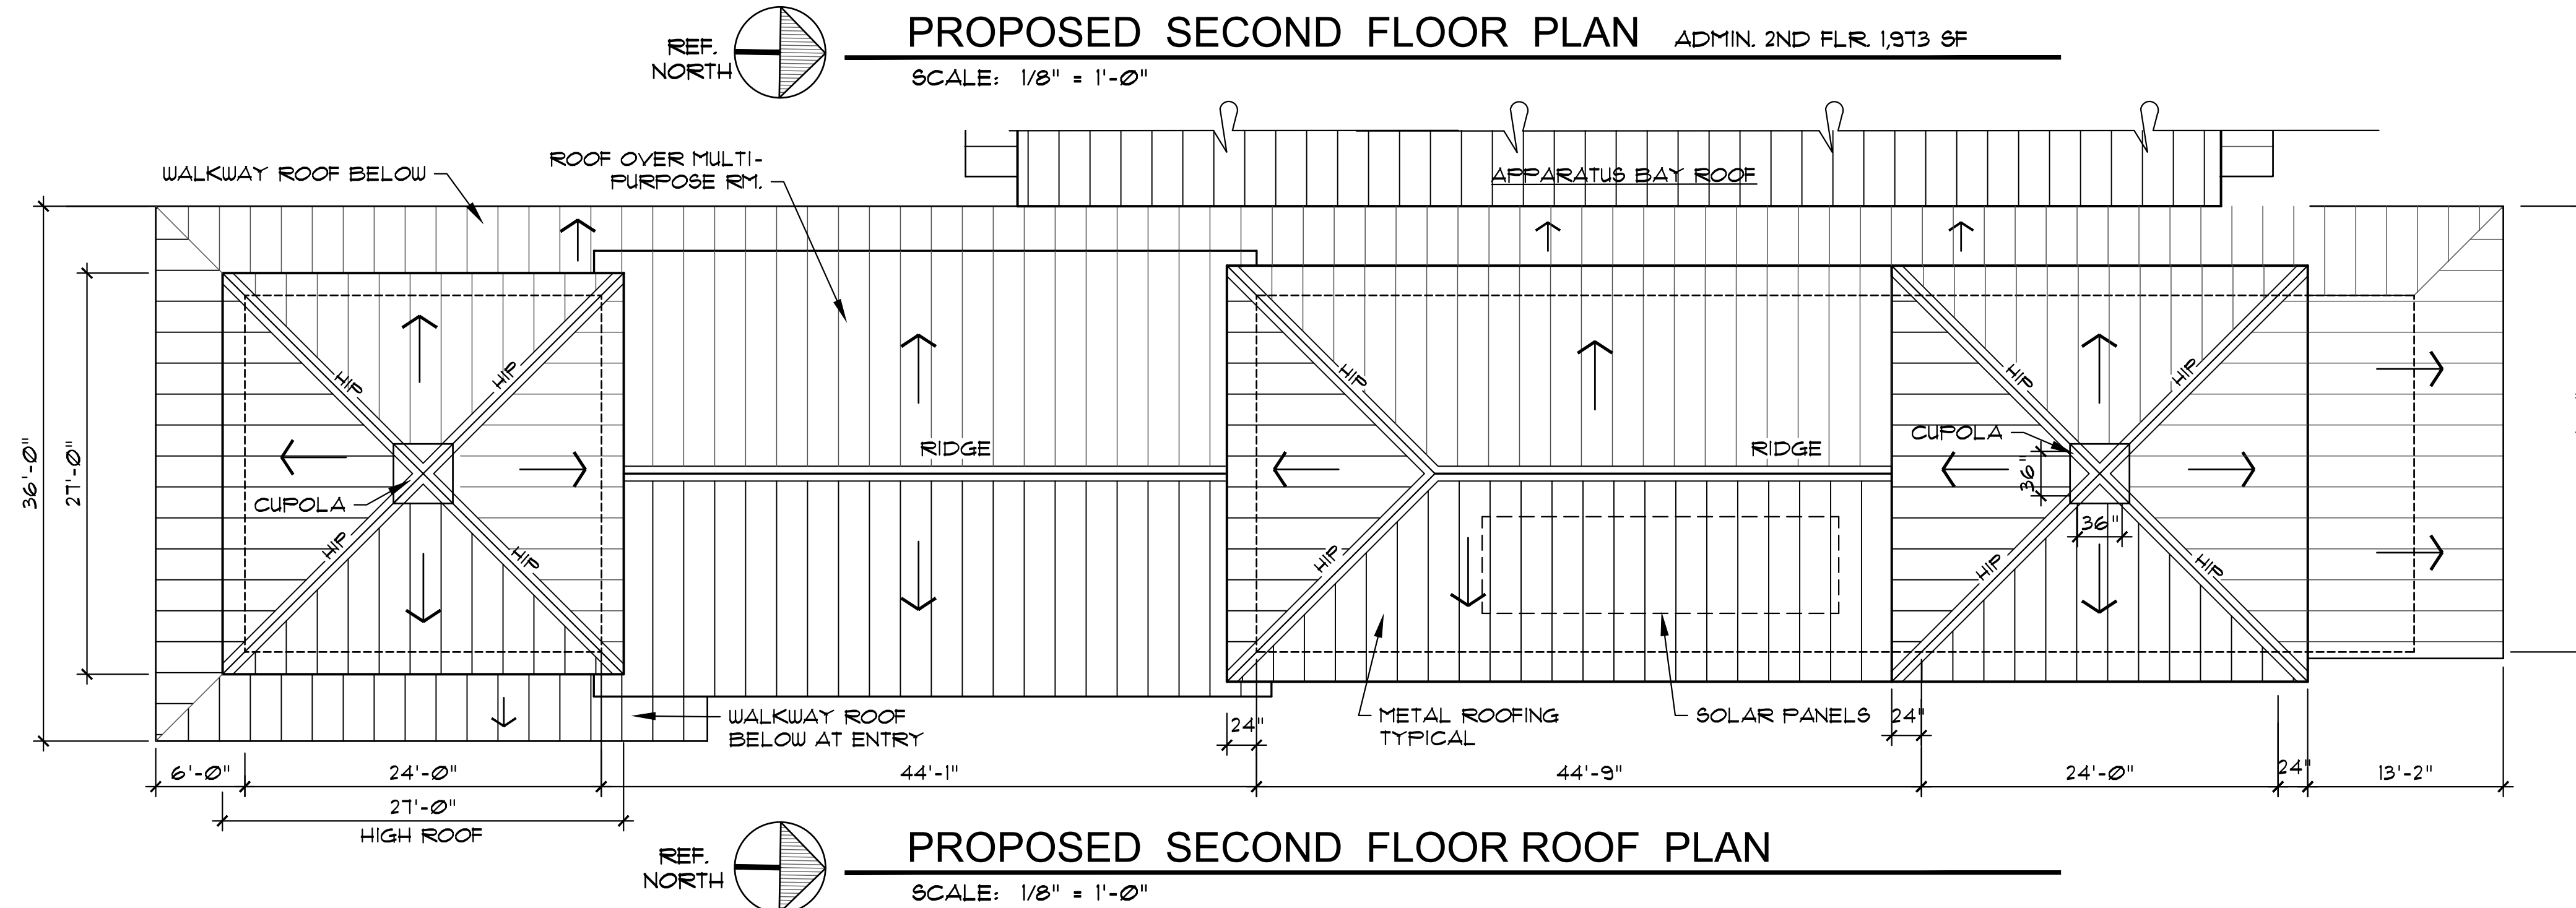 PROPOSED SECOND FLOOR PLAN ADMIN. 2ND FLR. 1,973 SF
REF.
NORTH
SCALE: 1/8" = 1'-0"
WALKWAY ROOF BELOW
ROOF OVER MULTI-
PURPOSE RM.
APPARATUS BAY ROOF
36'-0"
27'-0"
HIP
HIP
HIP
HIP
CUPOLA
RIDGE
HIP
HIP
RIDGE
CUPOLA
HIP
HIP
HIP
HIP
36"
36"
WALKWAY ROOF
BELOW AT ENTRY
24"
METAL ROOFING
TYPICAL
SOLAR PANELS
24"
6'-0"
24'-0"
44'-1"
44'-9"
24'-0"
24"
13'-2"
27'-0"
HIGH ROOF
REF.
NORTH
PROPOSED SECOND FLOOR ROOF PLAN
SCALE: 1/8" = 1'-0"